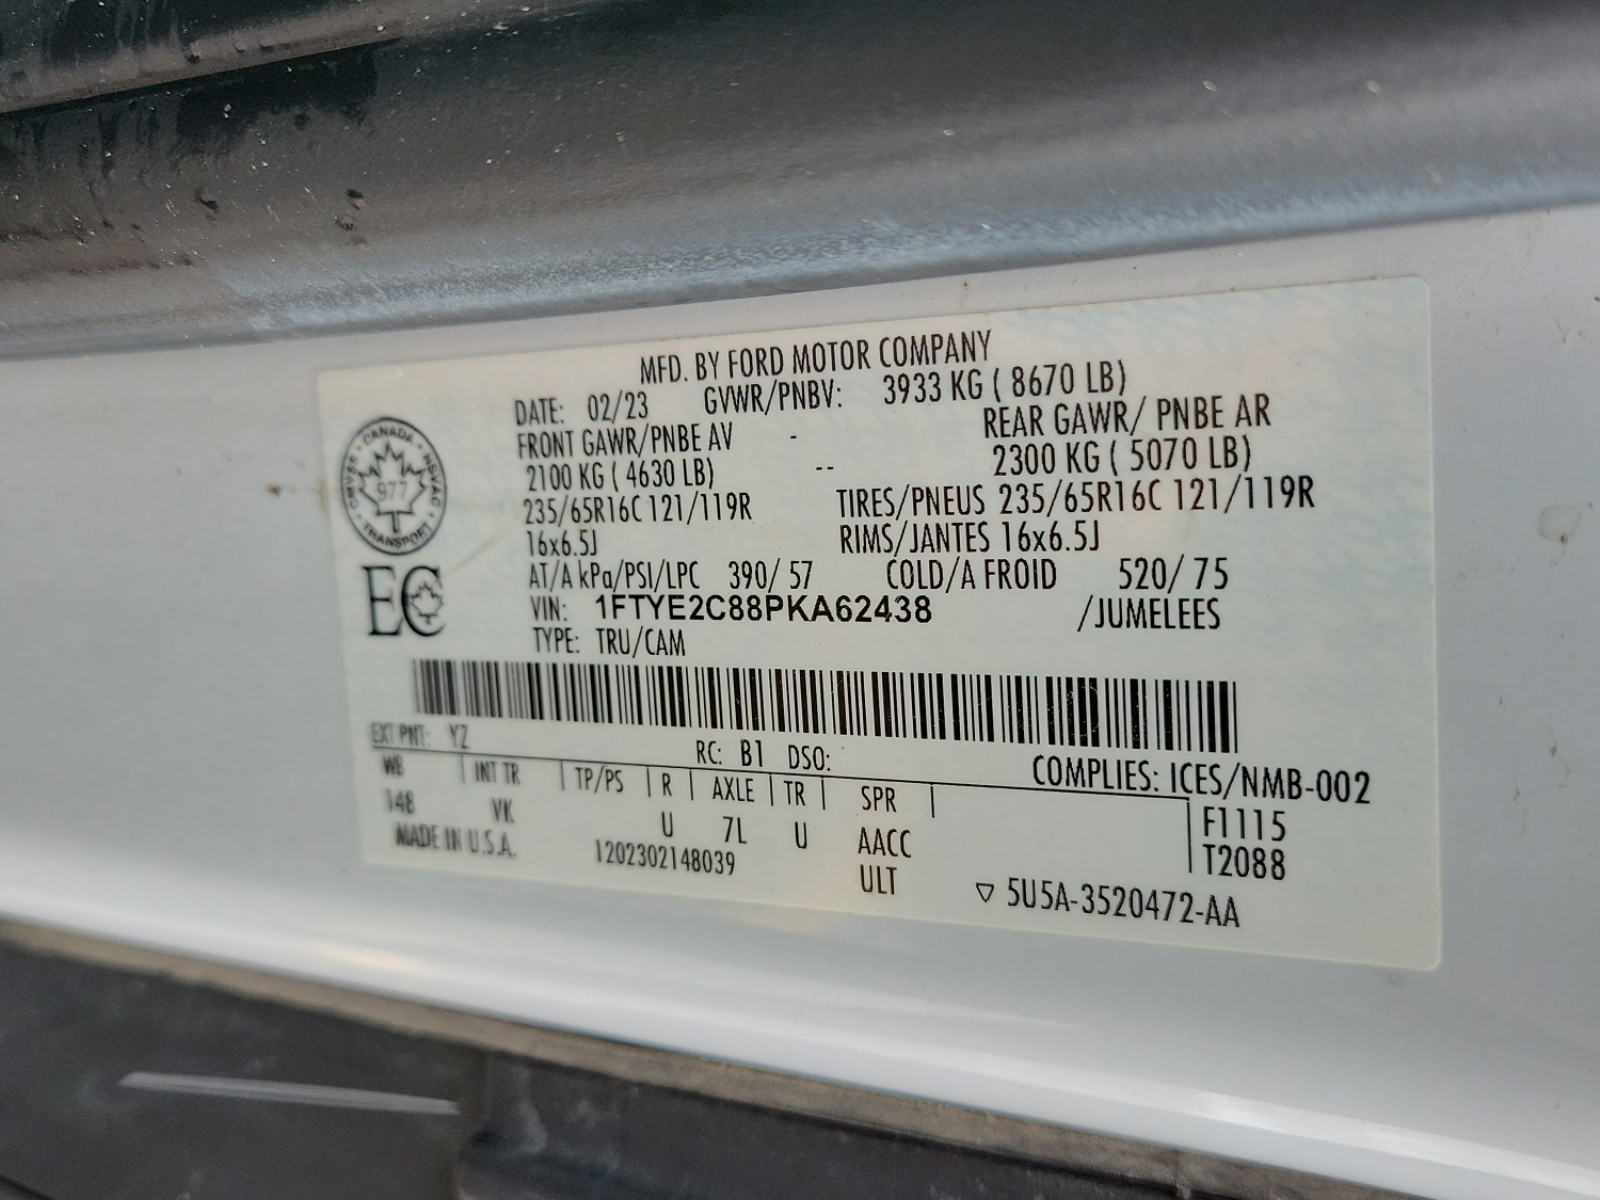 MFD. BY FORD MOTOR COMPANY
DATE: 02/23 GVWR/PNBV: 3933 KG ( 8670 LB)
FRONT GAWR/PNBE AV - REAR GAWR/ PNBE AR
2100 KG ( 4630 LB) -- 2300 KG ( 5070 LB)
235/65R16C 121/119R TIRES/PNEUS 235/65R16C 121/119R
16x6.5J RIMS/JANTES 16x6.5J
AT/A kPa/PSI/LPC 390/ 57 COLD/A FROID 520/ 75
VIN: 1FTYE2C88PKA62438 /JUMELEES
TYPE: TRU/CAM
CANADA · NSVAC · TRANSPORT · CMVSS
977
EC
EXT PNT: YZ RC: B1 DSO:
COMPLIES: ICES/NMB-002
WB | INT TR | TP/PS | R | AXLE | TR | SPR |
148 VK U 7L U AACC
F1115
T2088
MADE IN U.S.A. 1202302148039 ULT
▽ 5U5A-3520472-AA